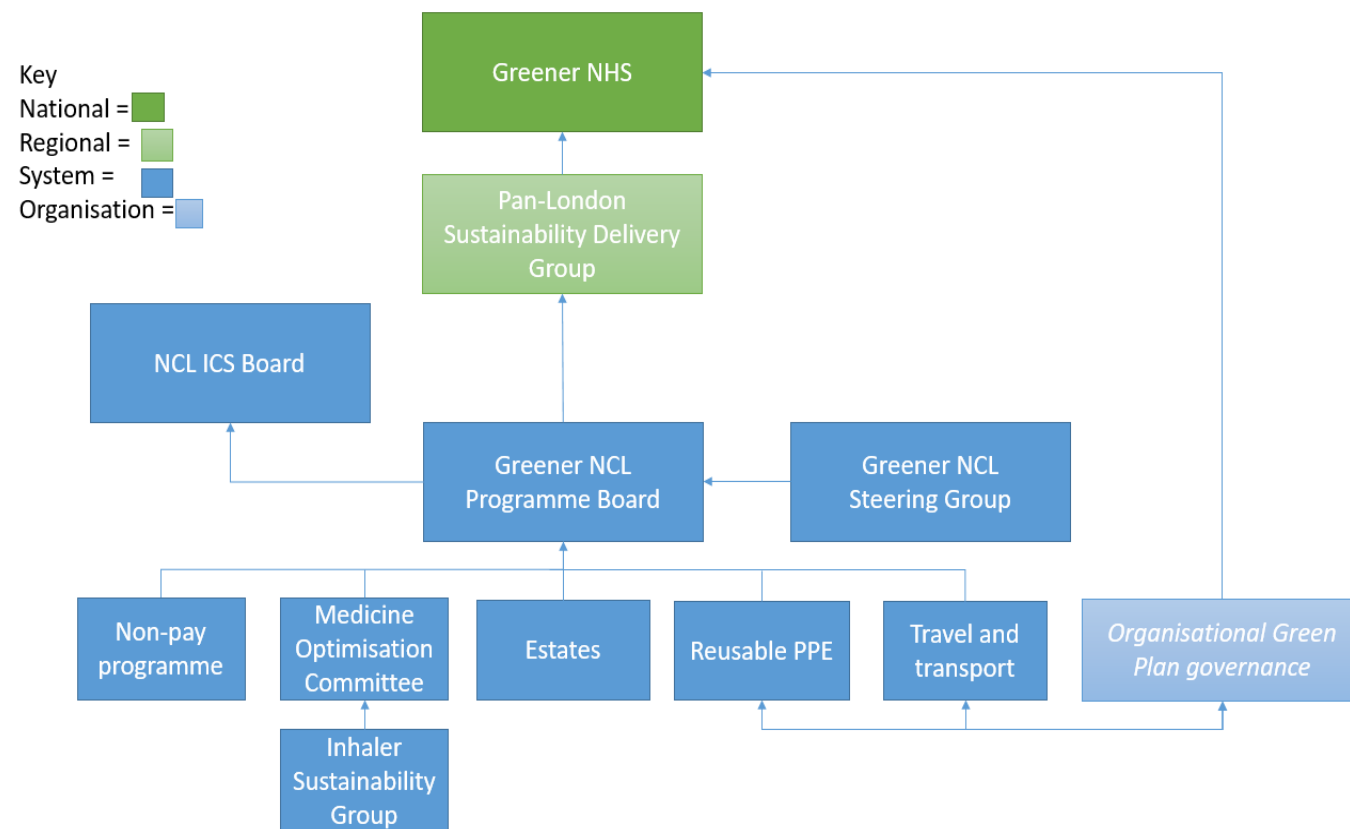 Key
National =
Regional =
System =
Organisation =
Greener NHS
Pan-London
Sustainability Delivery
Group
NCL ICS Board
Greener NCL
Programme Board
Greener NCL
Steering Group
Non-pay
programme
Medicine
Optimisation
Committee
Estates
Reusable PPE
Travel and
transport
Organisational Green
Plan governance
Inhaler
Sustainability
Group